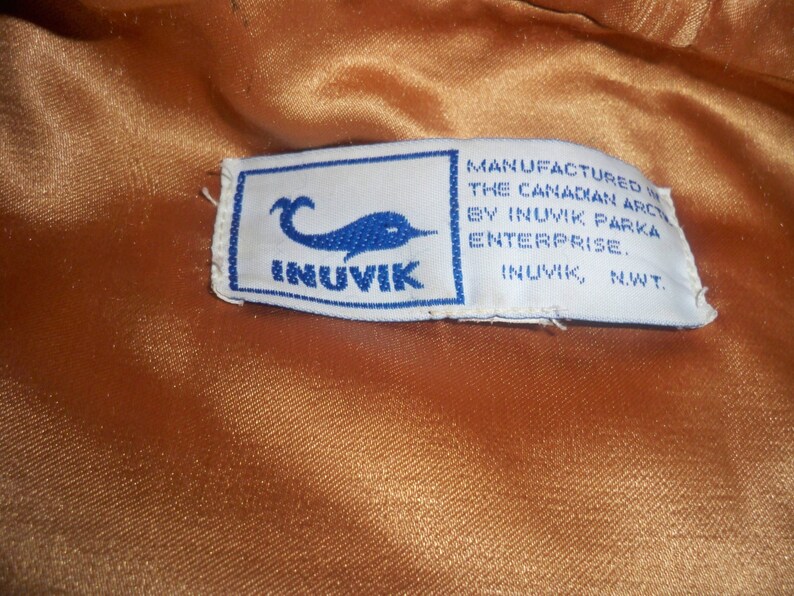 INUVIK
MANUFACTURED
THE CANADIAN
BY INUVIK PARKA
ENTERPRISE.
INUVIK, N.W.T.